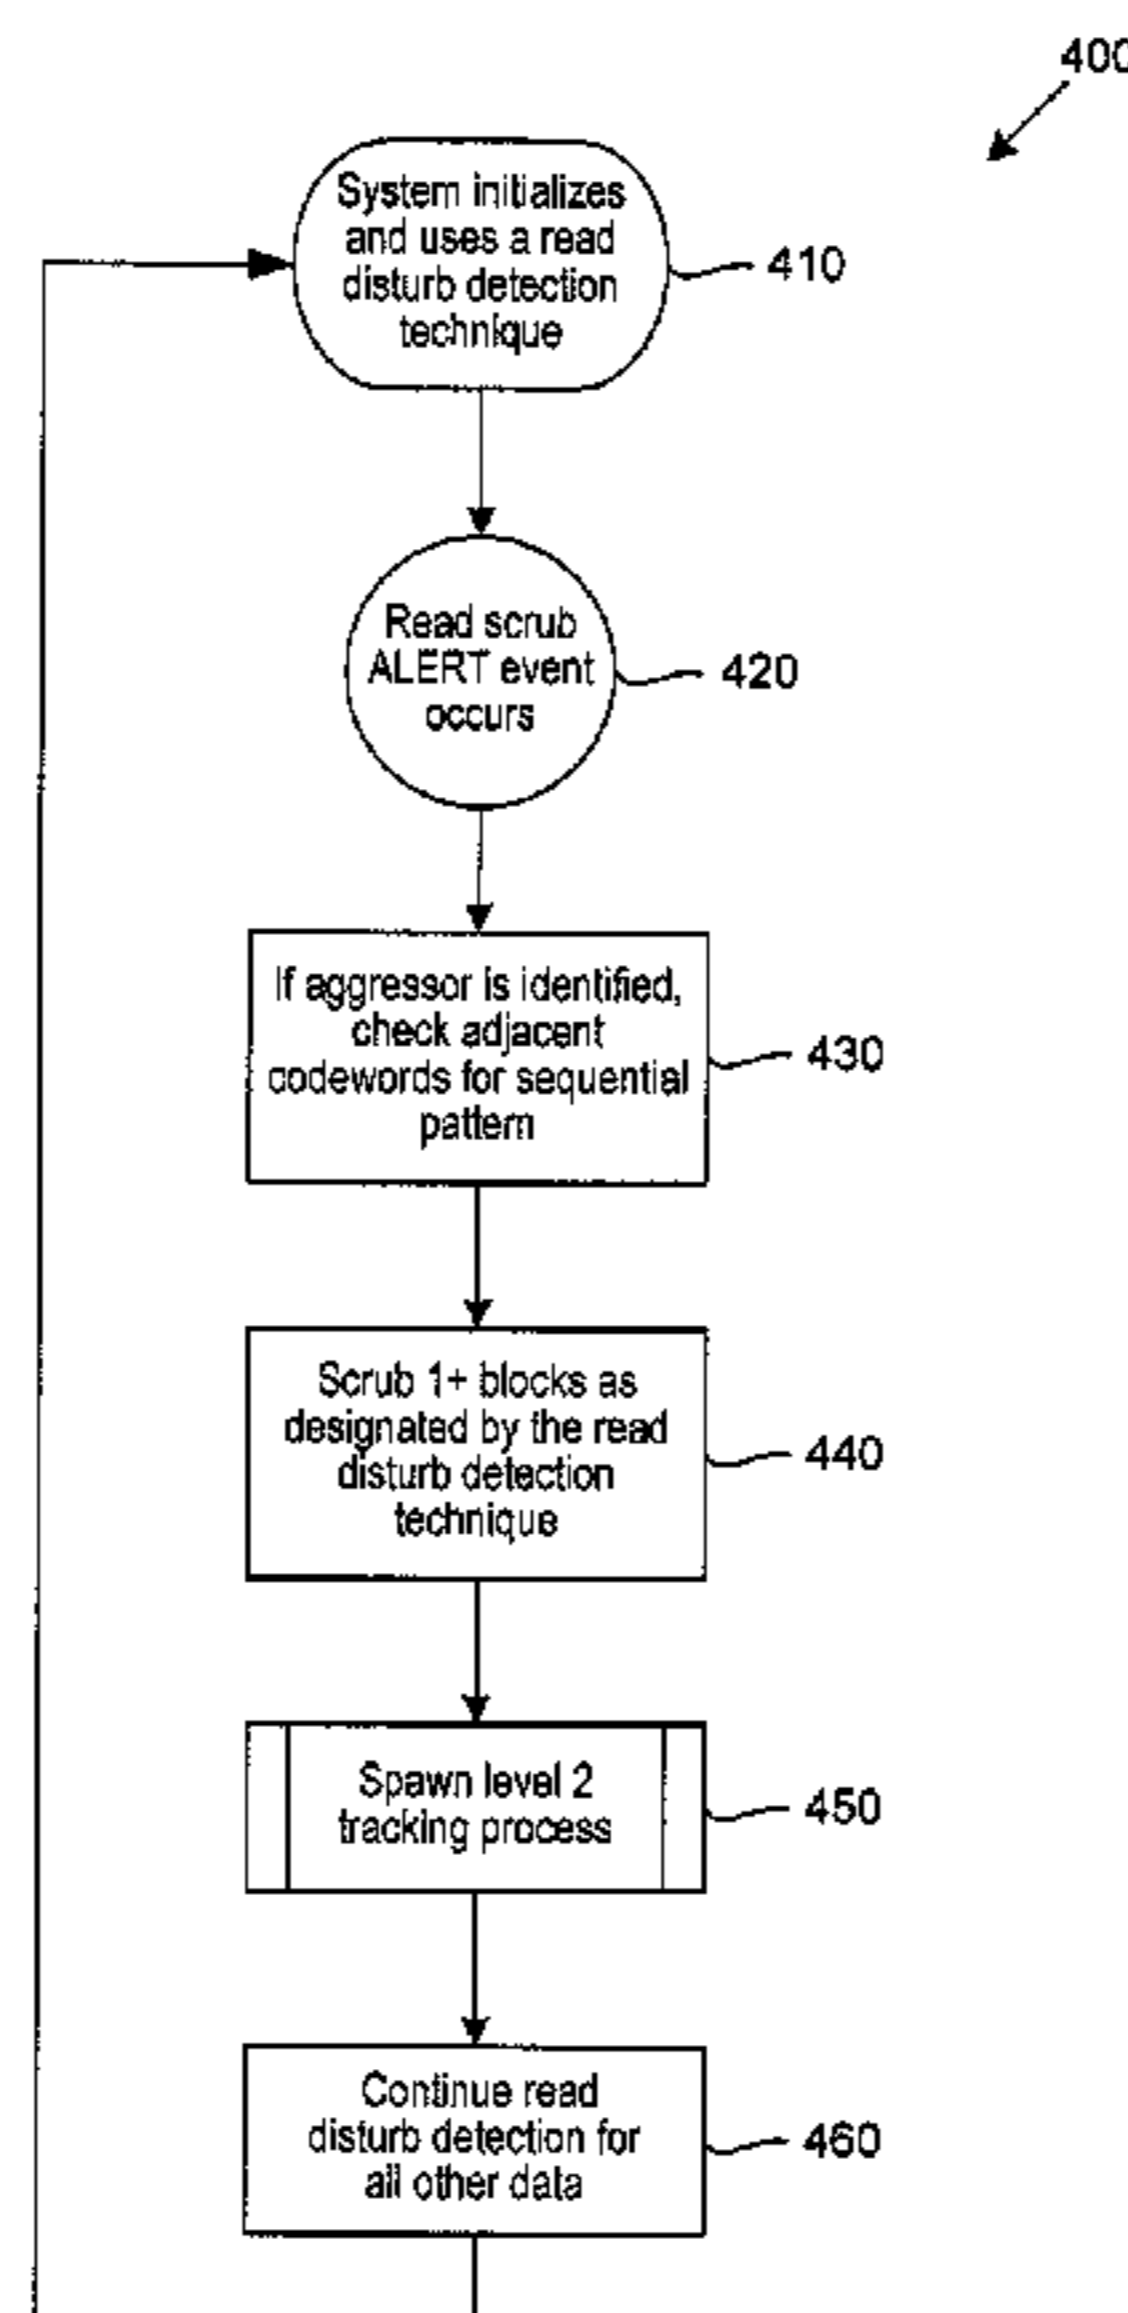 400
System initializes
and uses a read
disturb detection
technique
410
Read scrub
ALERT event
occurs
420
If aggressor is identified,
check adjacent
codewords for sequential
pattern
430
Scrub 1+ blocks as
designated by the read
disturb detection
technique
440
Spawn level 2
tracking process
450
Continue read
disturb detection for
all other data
460